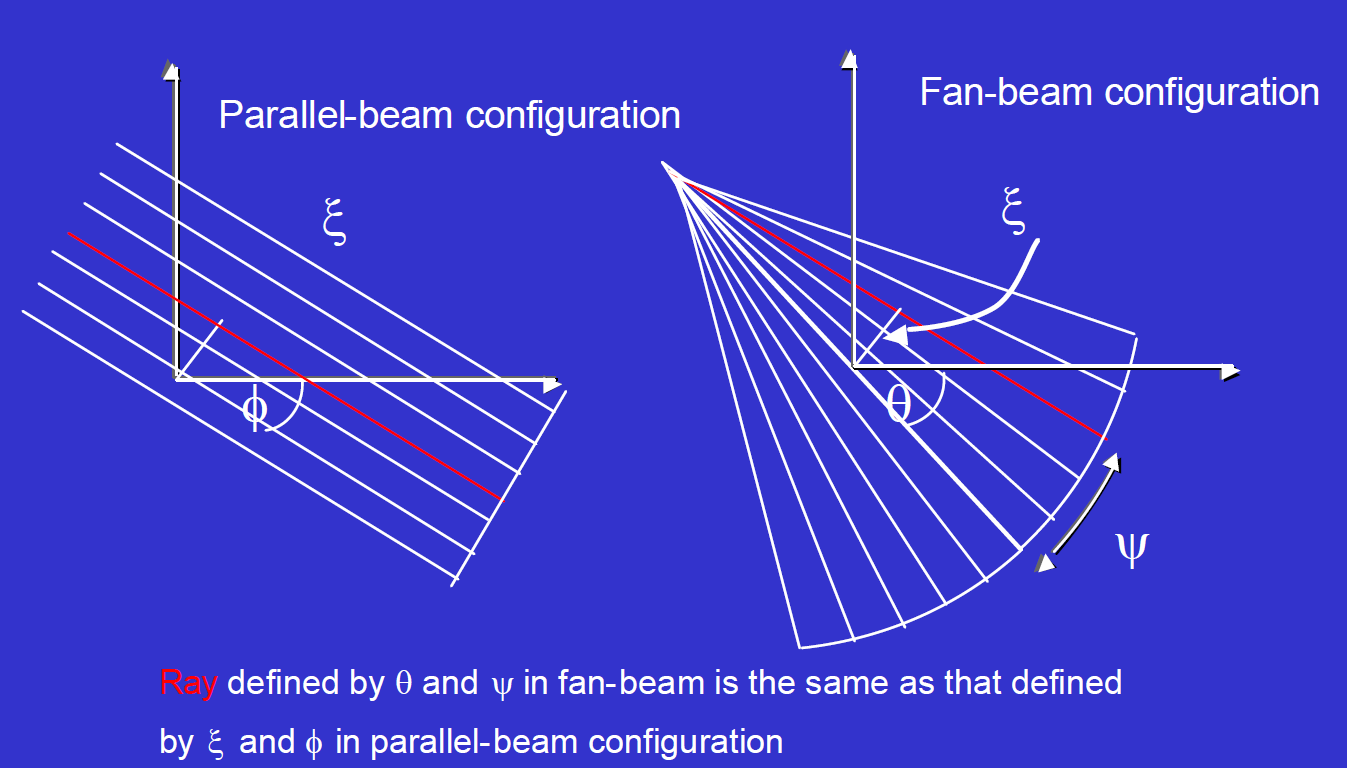 Parallel-beam configuration
Fan-beam configuration
ξ
ξ
ϕ
θ
ψ
Ray defined by θ and ψ in fan-beam is the same as that defined
by ξ and ϕ in parallel-beam configuration